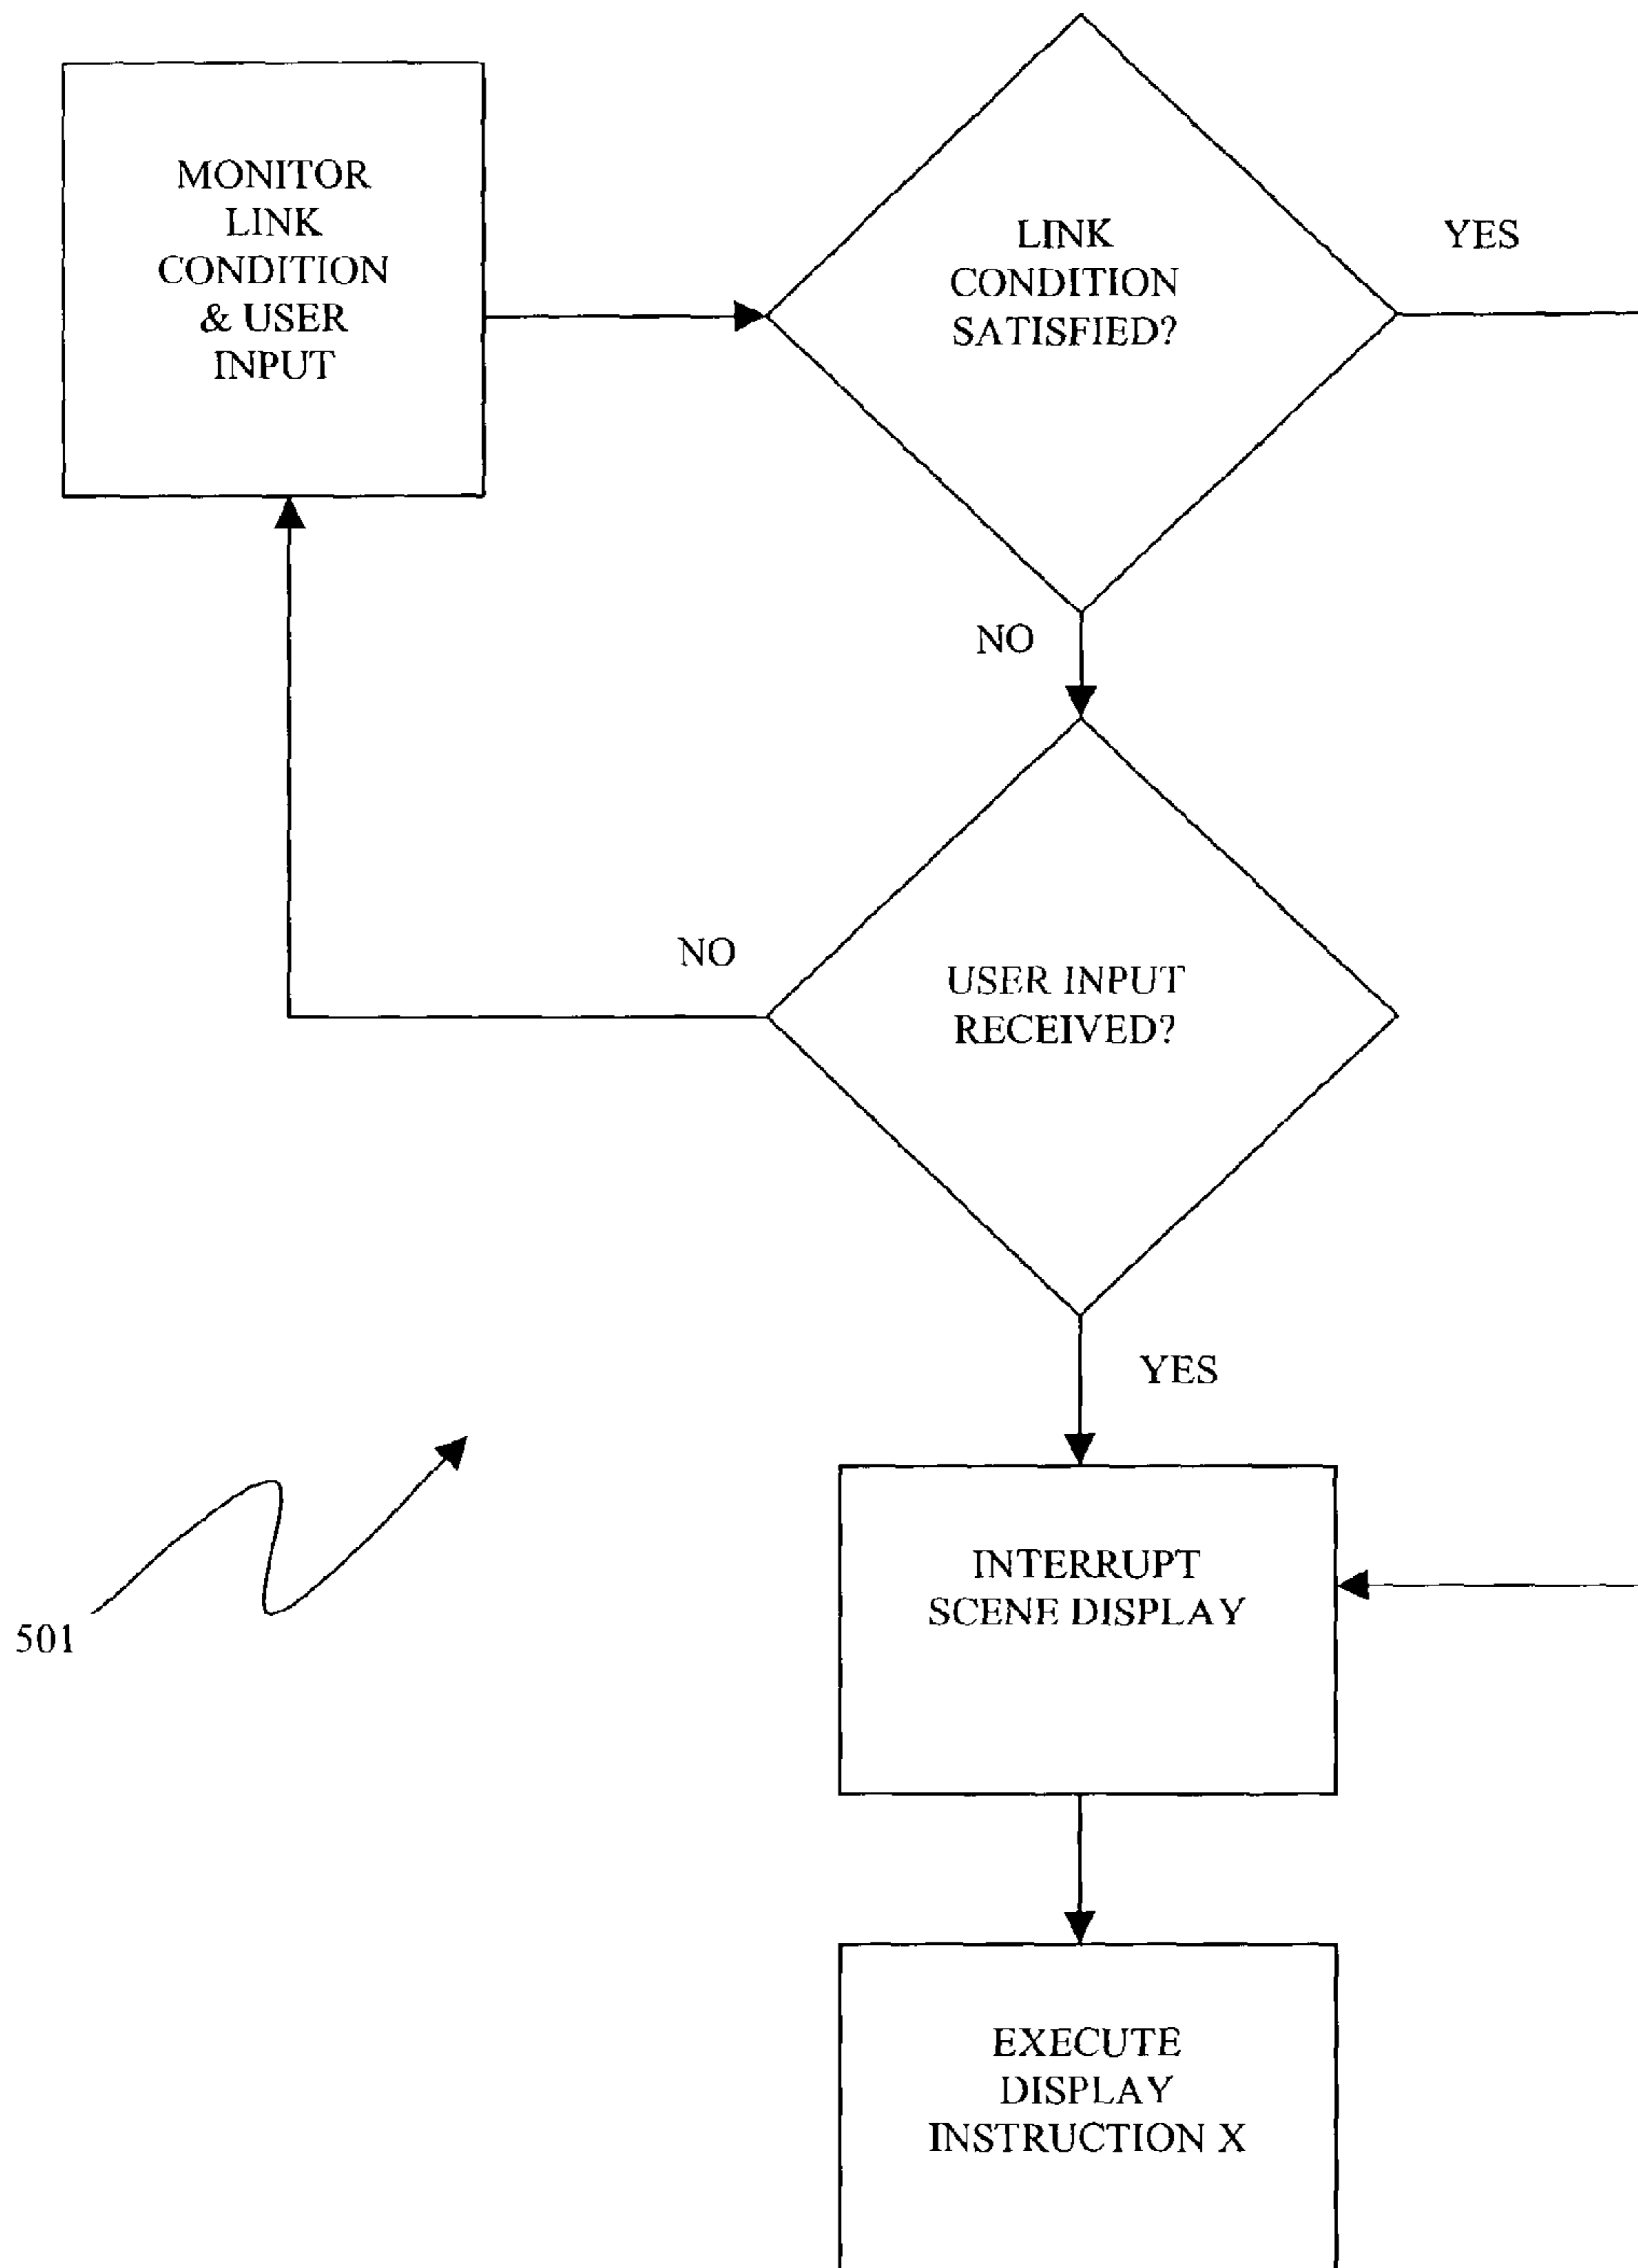 MONITOR
LINK
CONDITION
& USER
INPUT
LINK
CONDITION
SATISFIED?
YES
NO
NO
USER INPUT
RECEIVED?
YES
INTERRUPT
SCENE DISPLAY
501
EXECUTE
DISPLAY
INSTRUCTION X